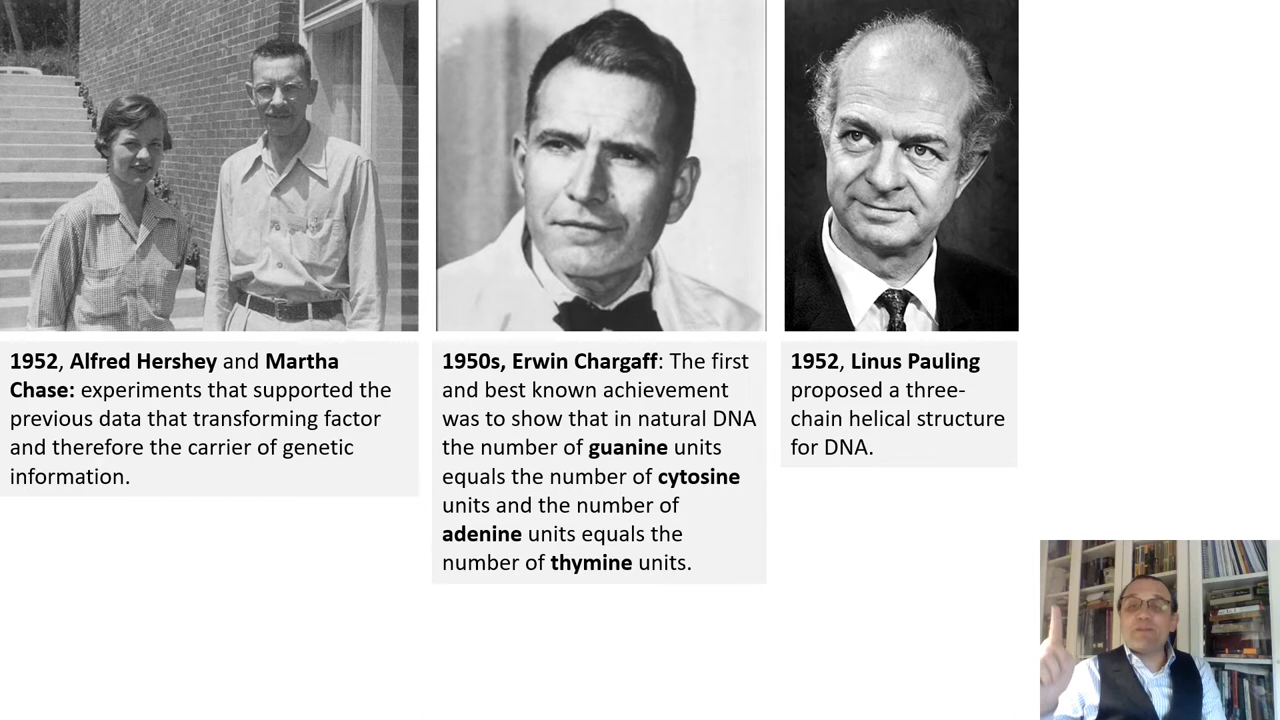 1952, Alfred Hershey and Martha
Chase: experiments that supported the
previous data that transforming factor
and therefore the carrier of genetic
information.
1950s, Erwin Chargaff: The first
and best known achievement
was to show that in natural DNA
the number of guanine units
equals the number of cytosine
units and the number of
adenine units equals the
number of thymine units.
1952, Linus Pauling
proposed a three-
chain helical structure
for DNA.